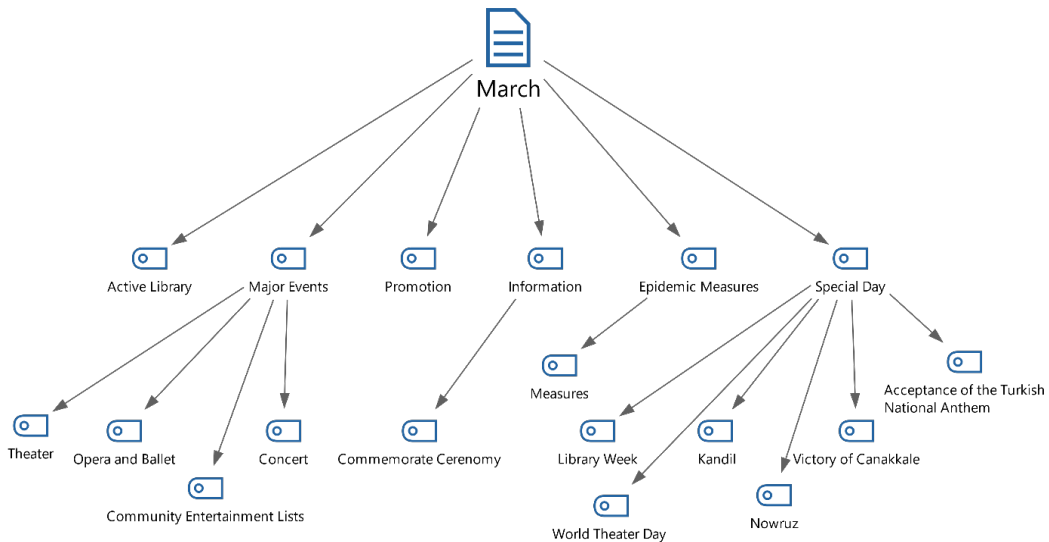 March
Active Library
Major Events
Promotion
Information
Epidemic Measures
Special Day
Measures
Acceptance of the Turkish
National Anthem
Theater
Opera and Ballet
Concert
Commemorate Cerenomy
Library Week
Kandil
Victory of Canakkale
Community Entertainment Lists
World Theater Day
Nowruz